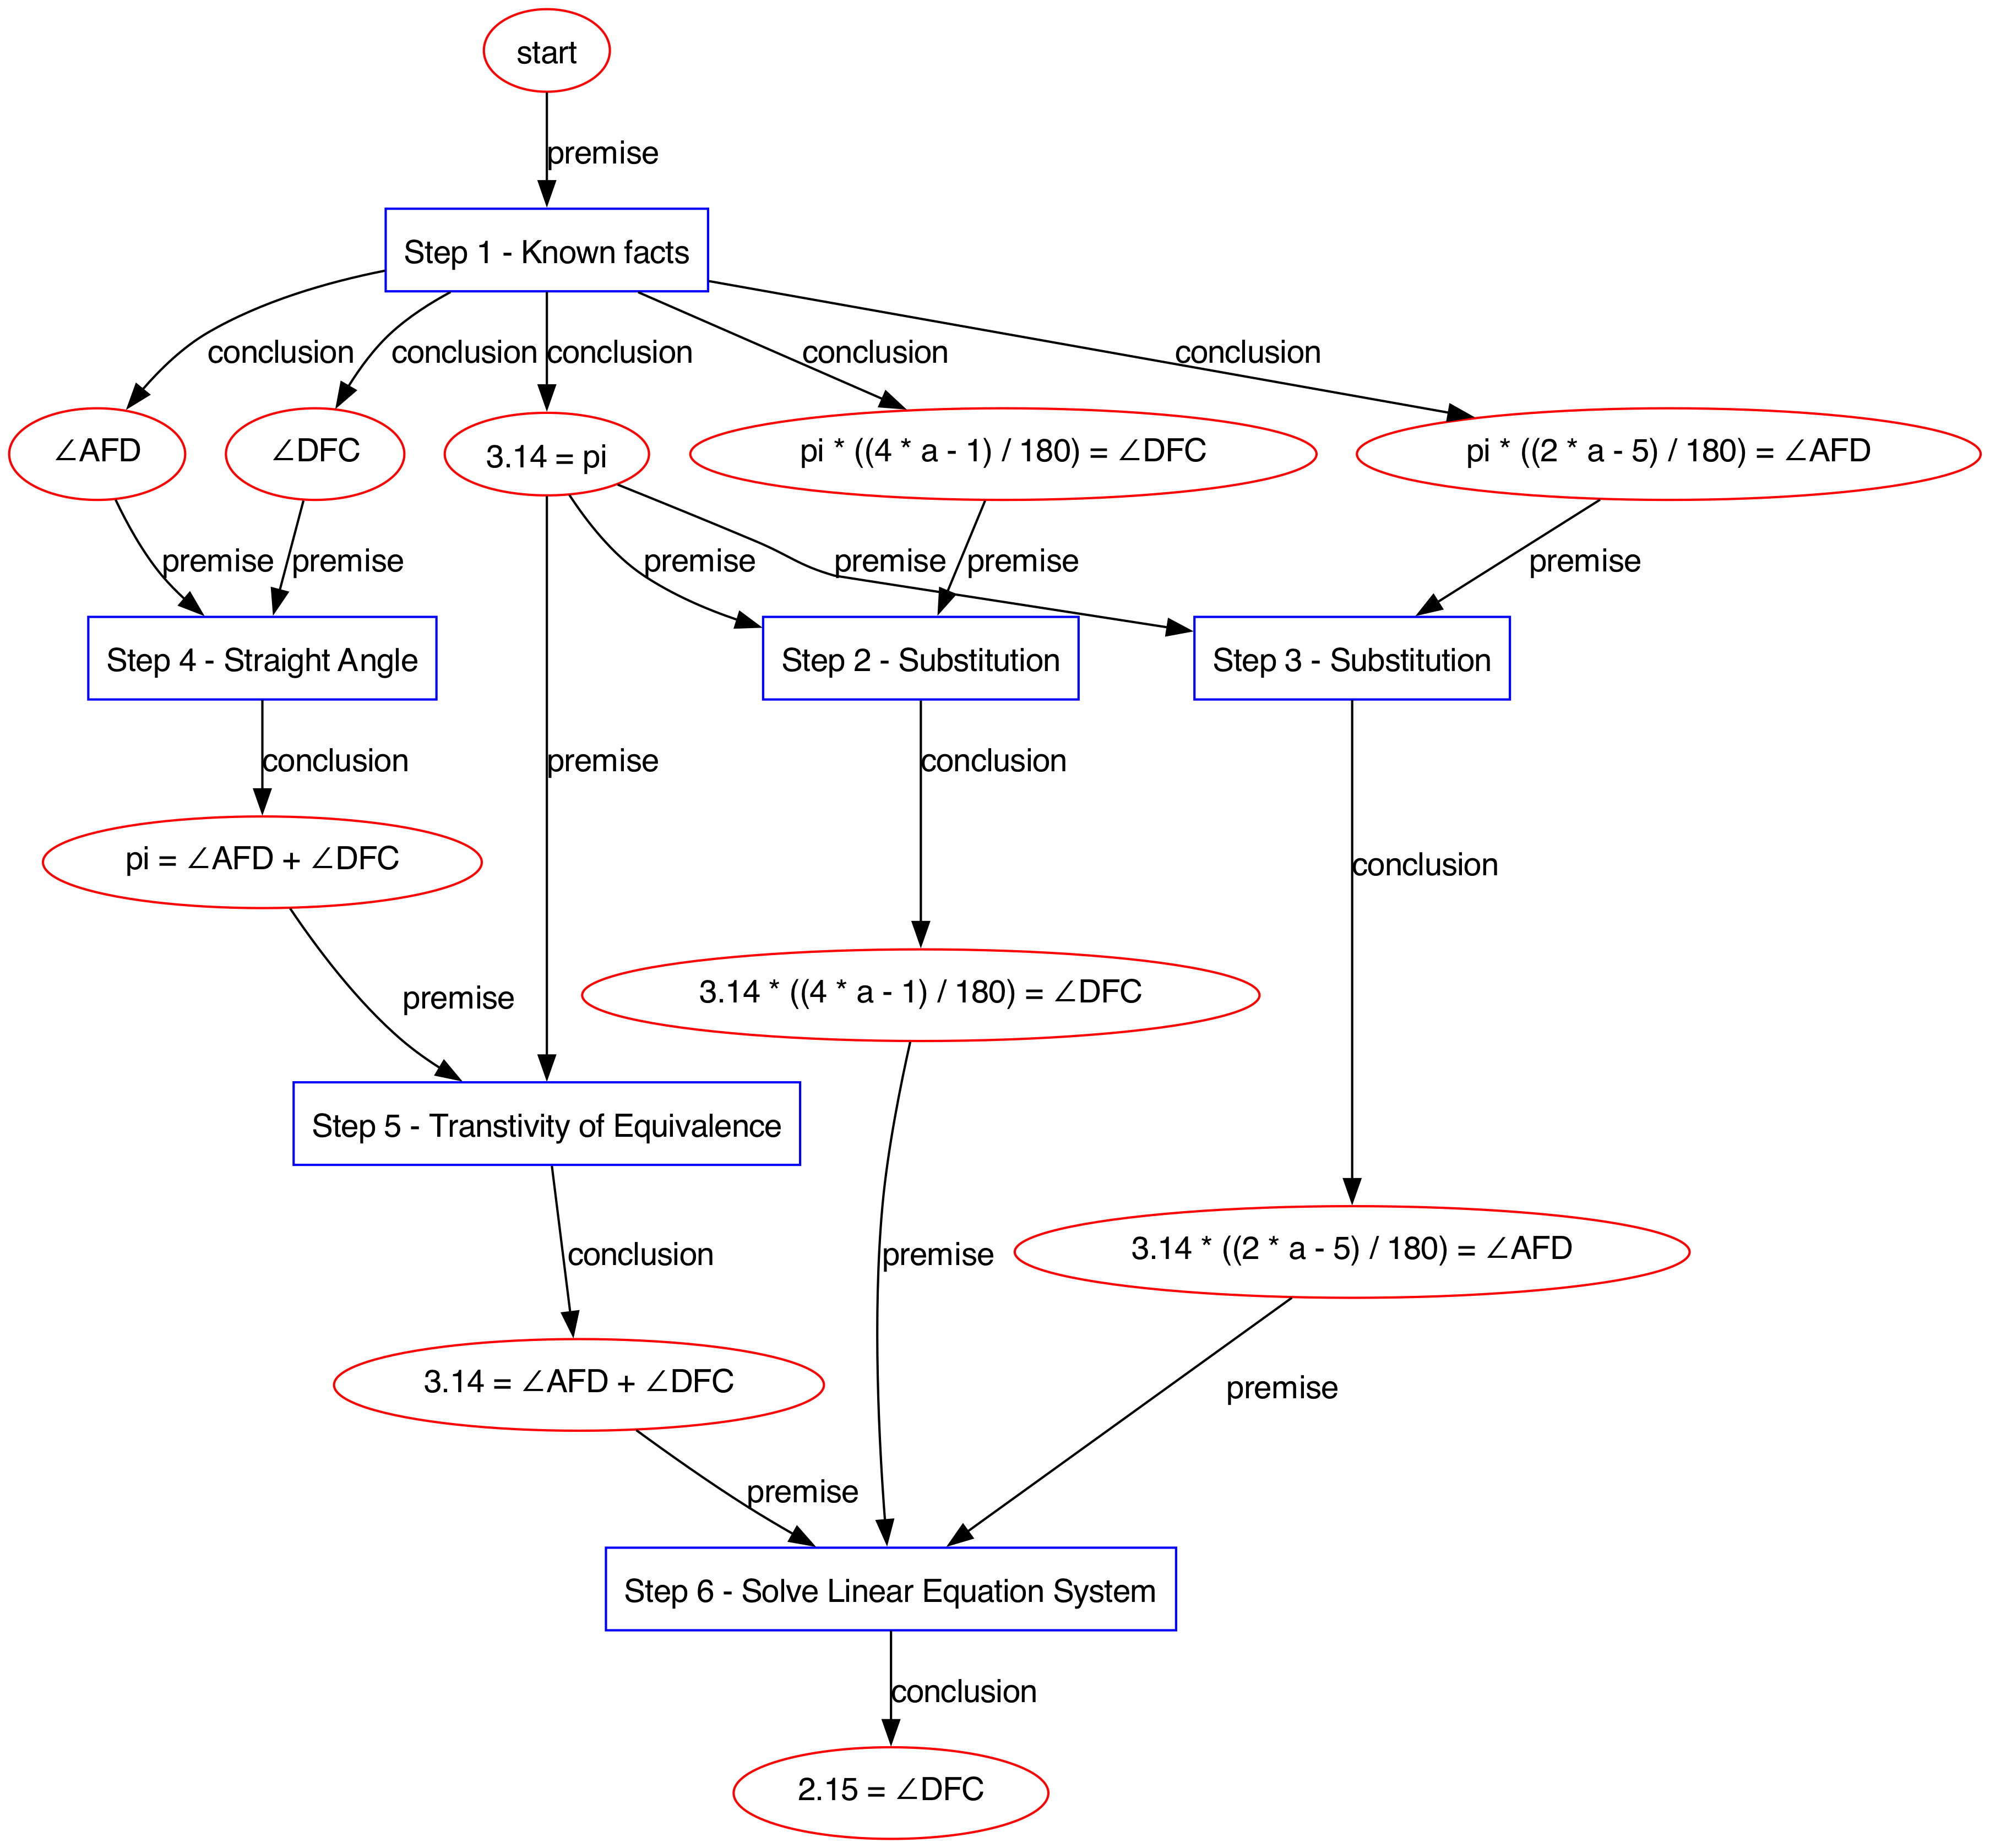 start
premise
Step 1 - Known facts
conclusion
conclusion
conclusion
conclusion
conclusion
∠AFD
∠DFC
3.14 = pi
pi * ((4 * a - 1) / 180) = ∠DFC
pi * ((2 * a - 5) / 180) = ∠AFD
premise
premise
premise
premise
premise
premise
Step 4 - Straight Angle
Step 2 - Substitution
Step 3 - Substitution
conclusion
premise
conclusion
conclusion
pi = ∠AFD + ∠DFC
premise
3.14 * ((4 * a - 1) / 180) = ∠DFC
Step 5 - Transtivity of Equivalence
conclusion
premise
3.14 * ((2 * a - 5) / 180) = ∠AFD
3.14 = ∠AFD + ∠DFC
premise
premise
Step 6 - Solve Linear Equation System
conclusion
2.15 = ∠DFC